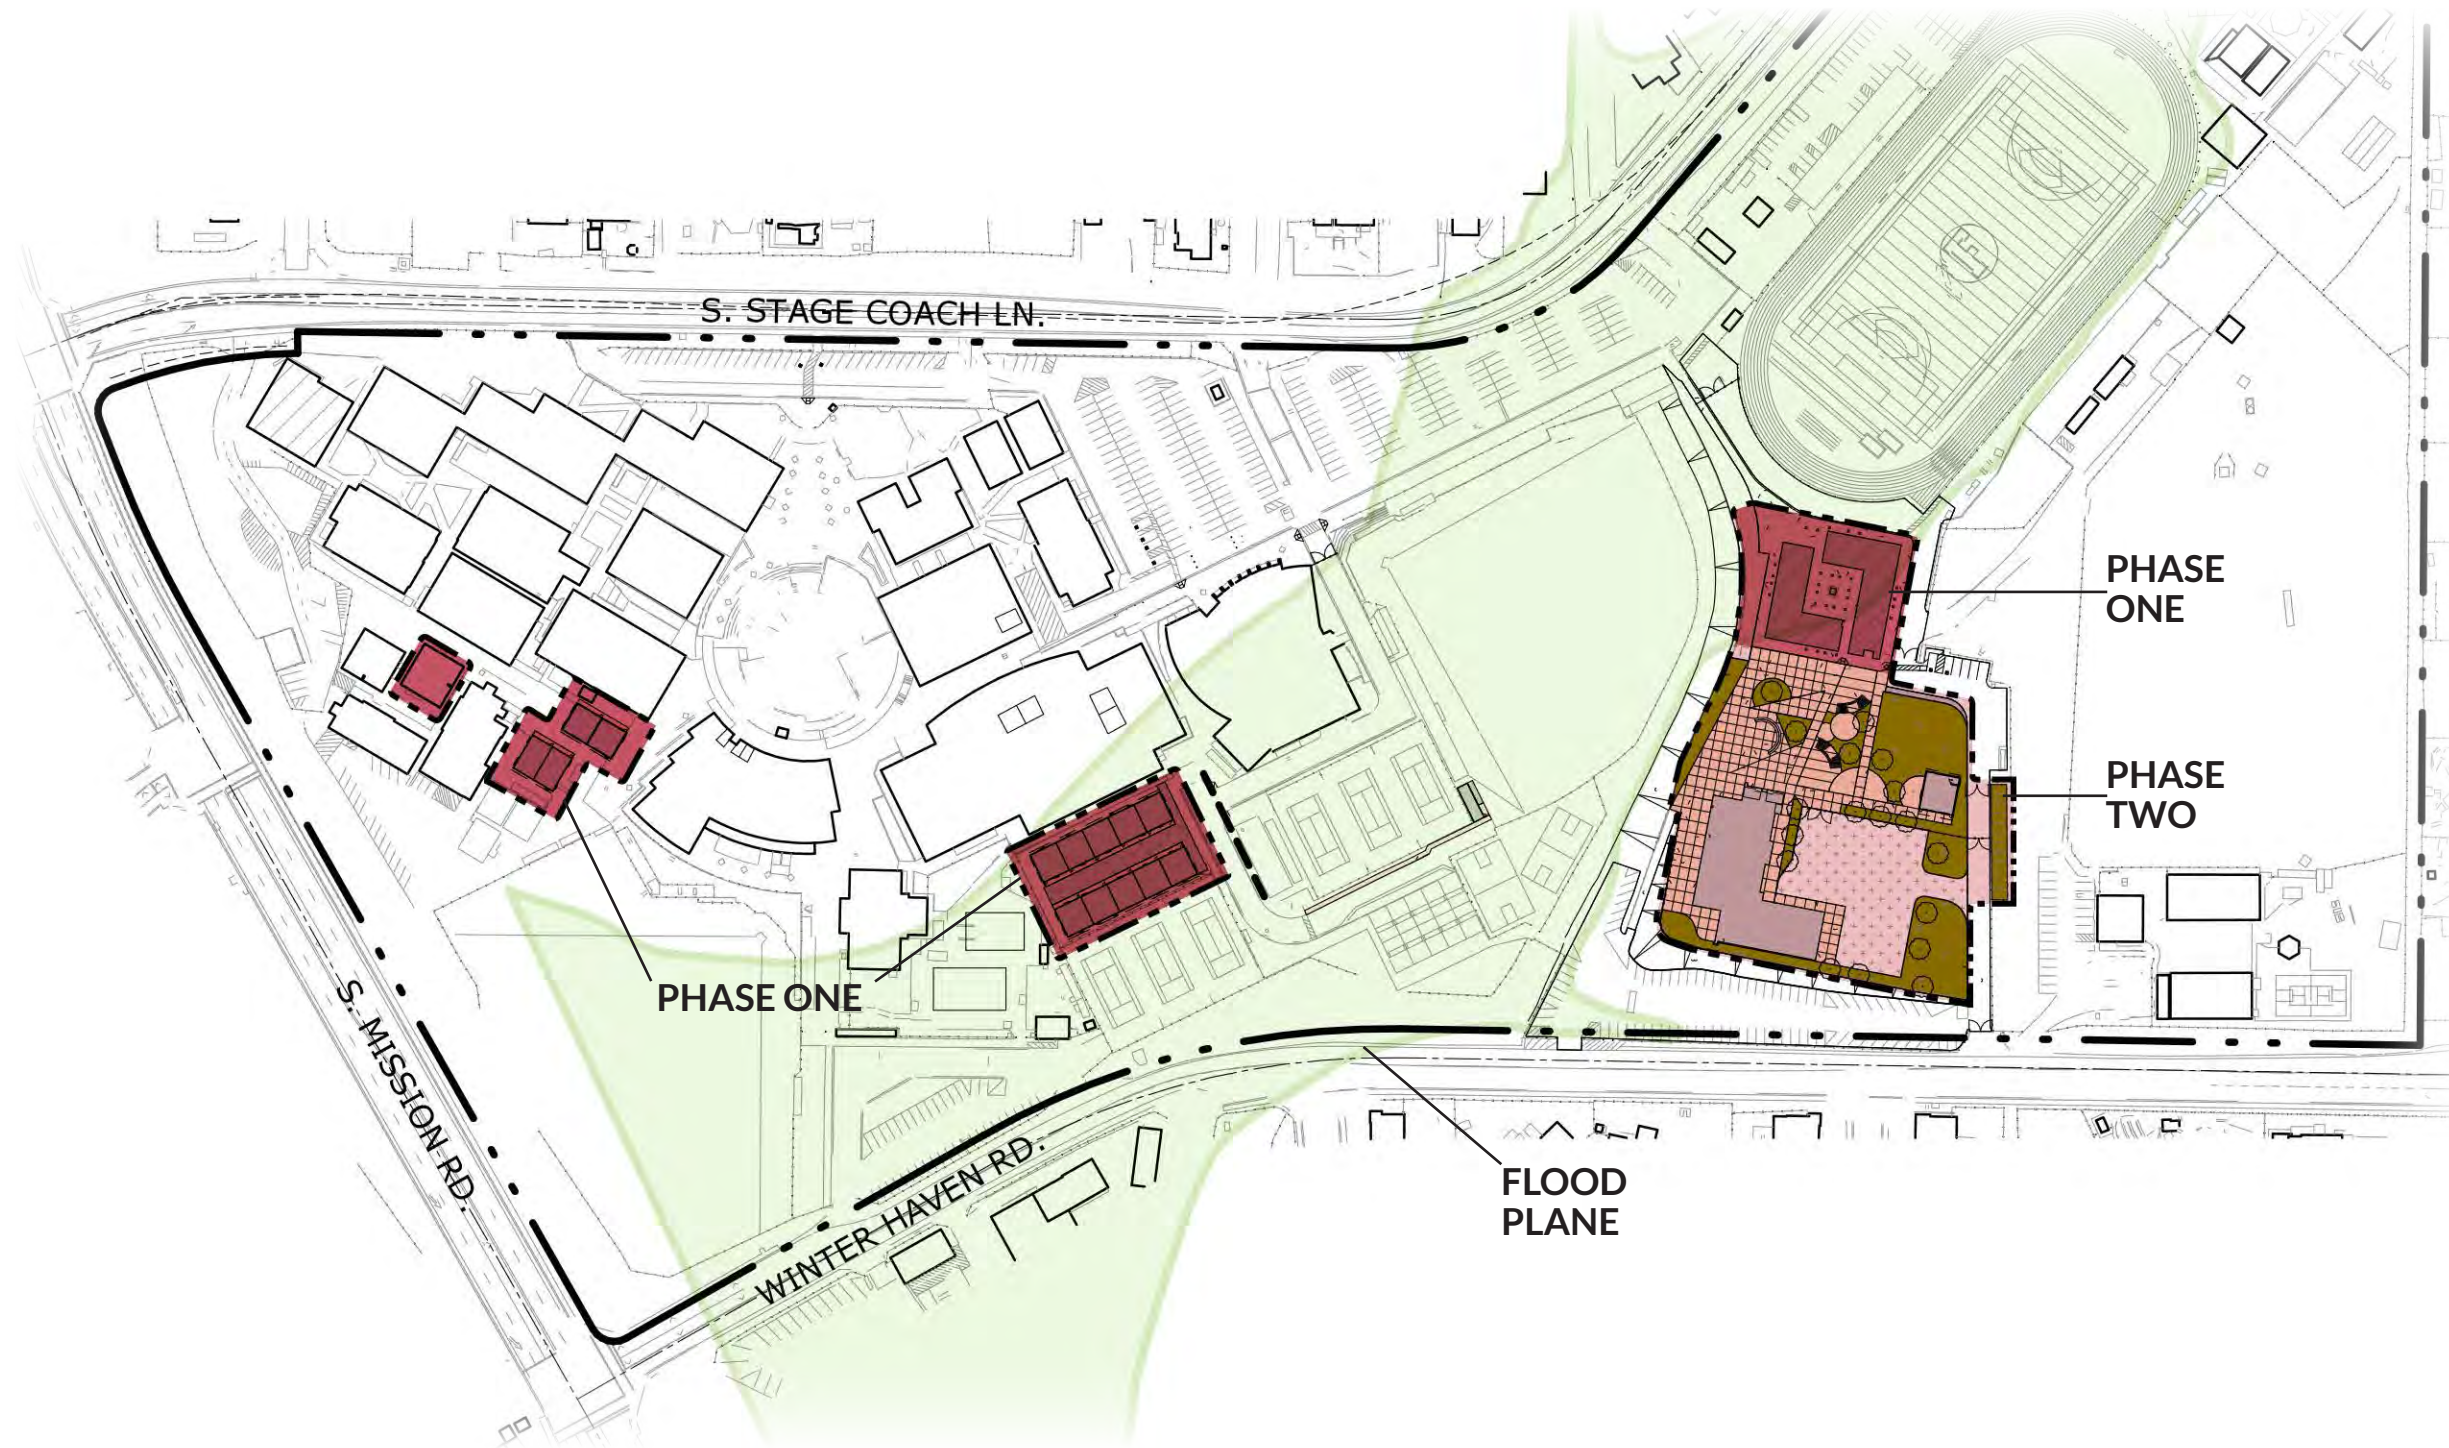 S. STAGE COACH LN.
PHASE
ONE
PHASE
TWO
PHASE ONE
S. MISSION RD.
WINTER HAVEN RD.
FLOOD
PLANE